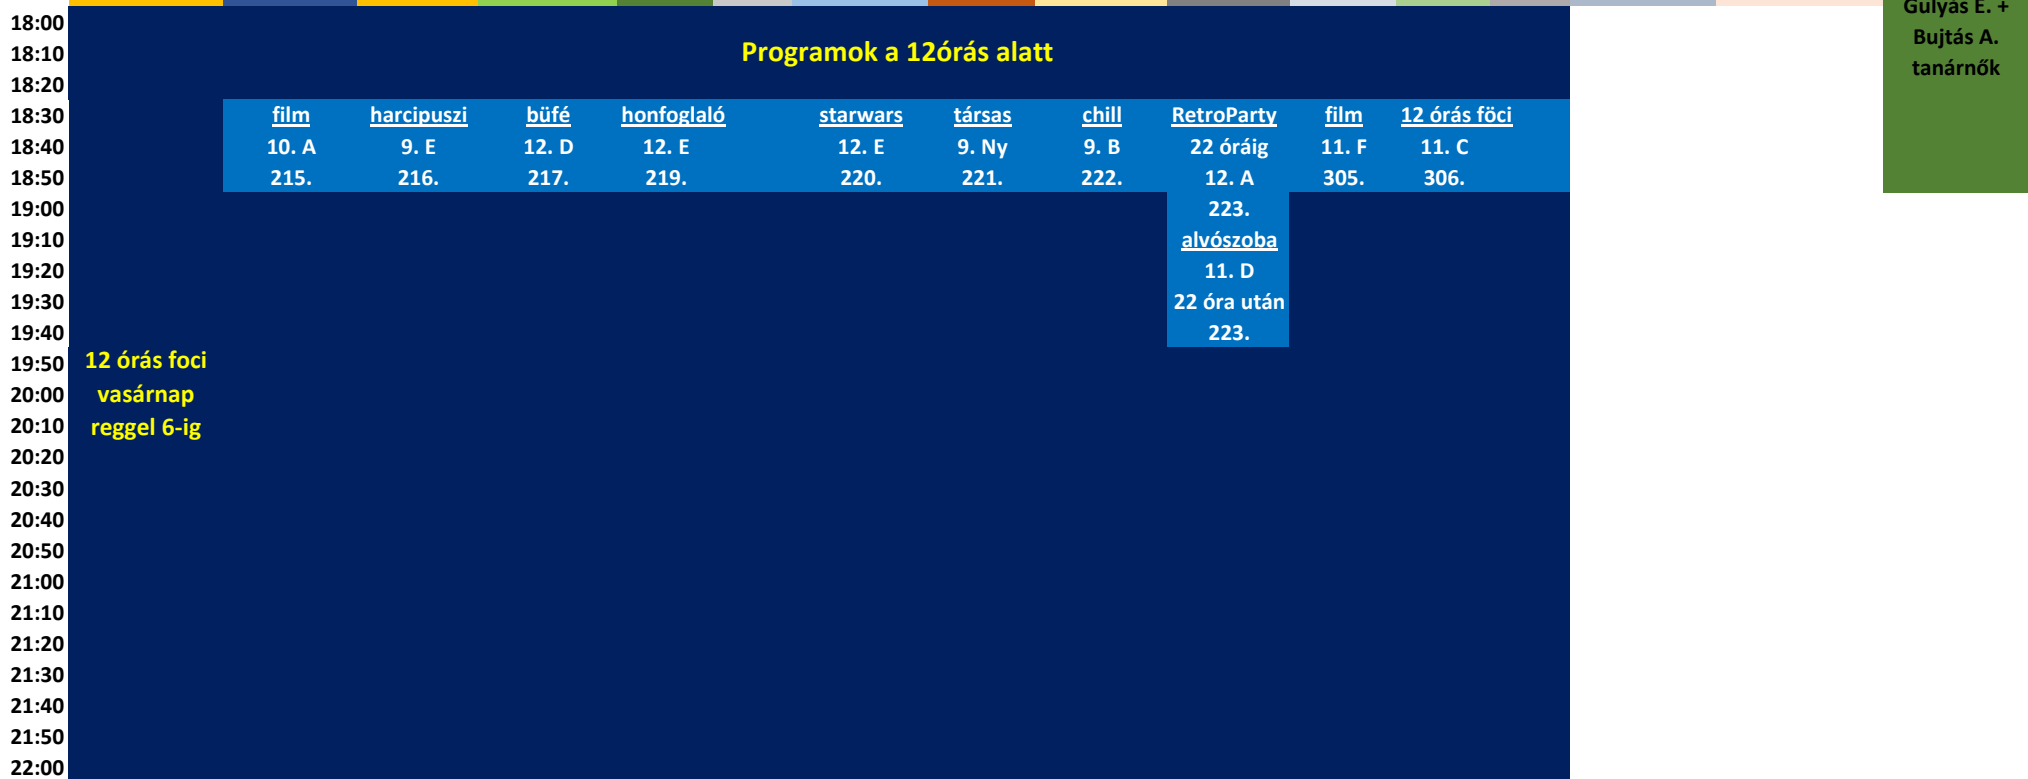 Gulyás E. +
Bujtás A.
tanárnők
18:00
18:10
18:20
18:30
18:40
18:50
19:00
19:10
19:20
19:30
19:40
19:50
20:00
20:10
20:20
20:30
20:40
20:50
21:00
21:10
21:20
21:30
21:40
21:50
22:00
Programok a 12órás alatt
film harcipuszi büfé honfoglaló starwars társas chill RetroParty film 12 órás föci
10. A 9. E 12. D 12. E 12. E 9. Ny 9. B 22 óráig 11. F 11. C
215. 216. 217. 219. 220. 221. 222. 12. A 305. 306.
223.
alvószoba
11. D
22 óra után
223.
12 órás foci
vasárnap
reggel 6-ig